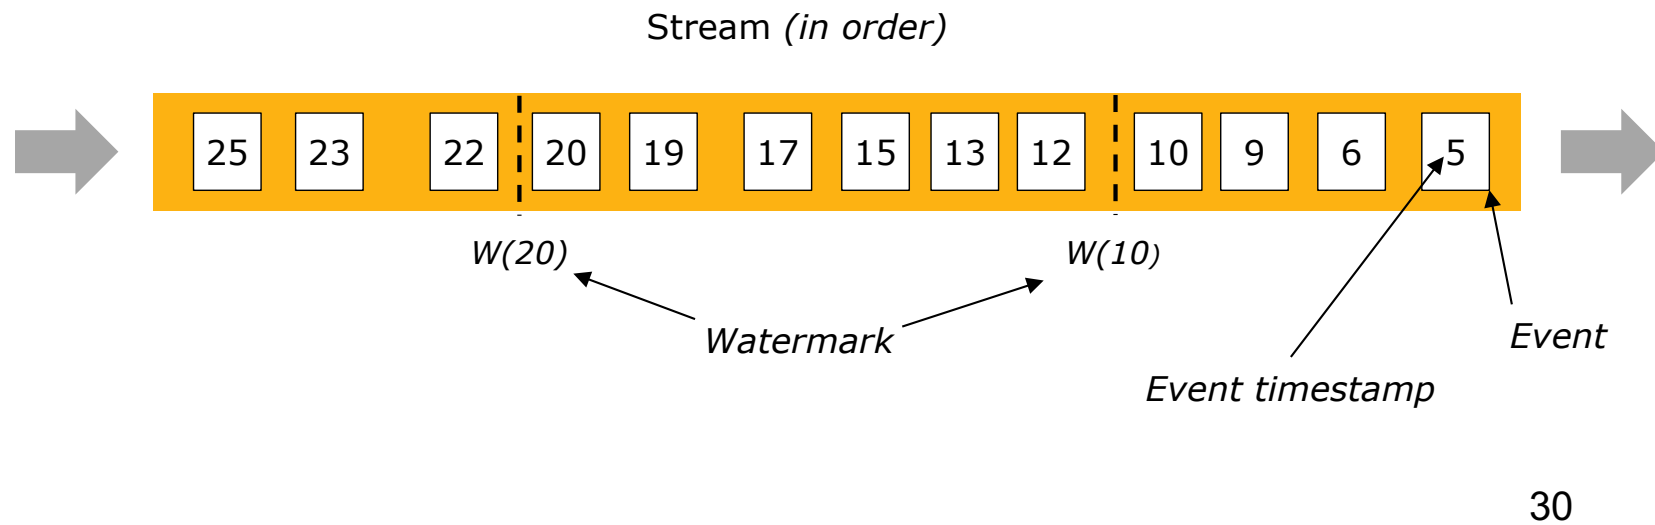 Stream (in order)
25 23 22 20 19 17 15 13 12 10 9 6 5
W(20) W(10)
Watermark
Event
Event timestamp
30